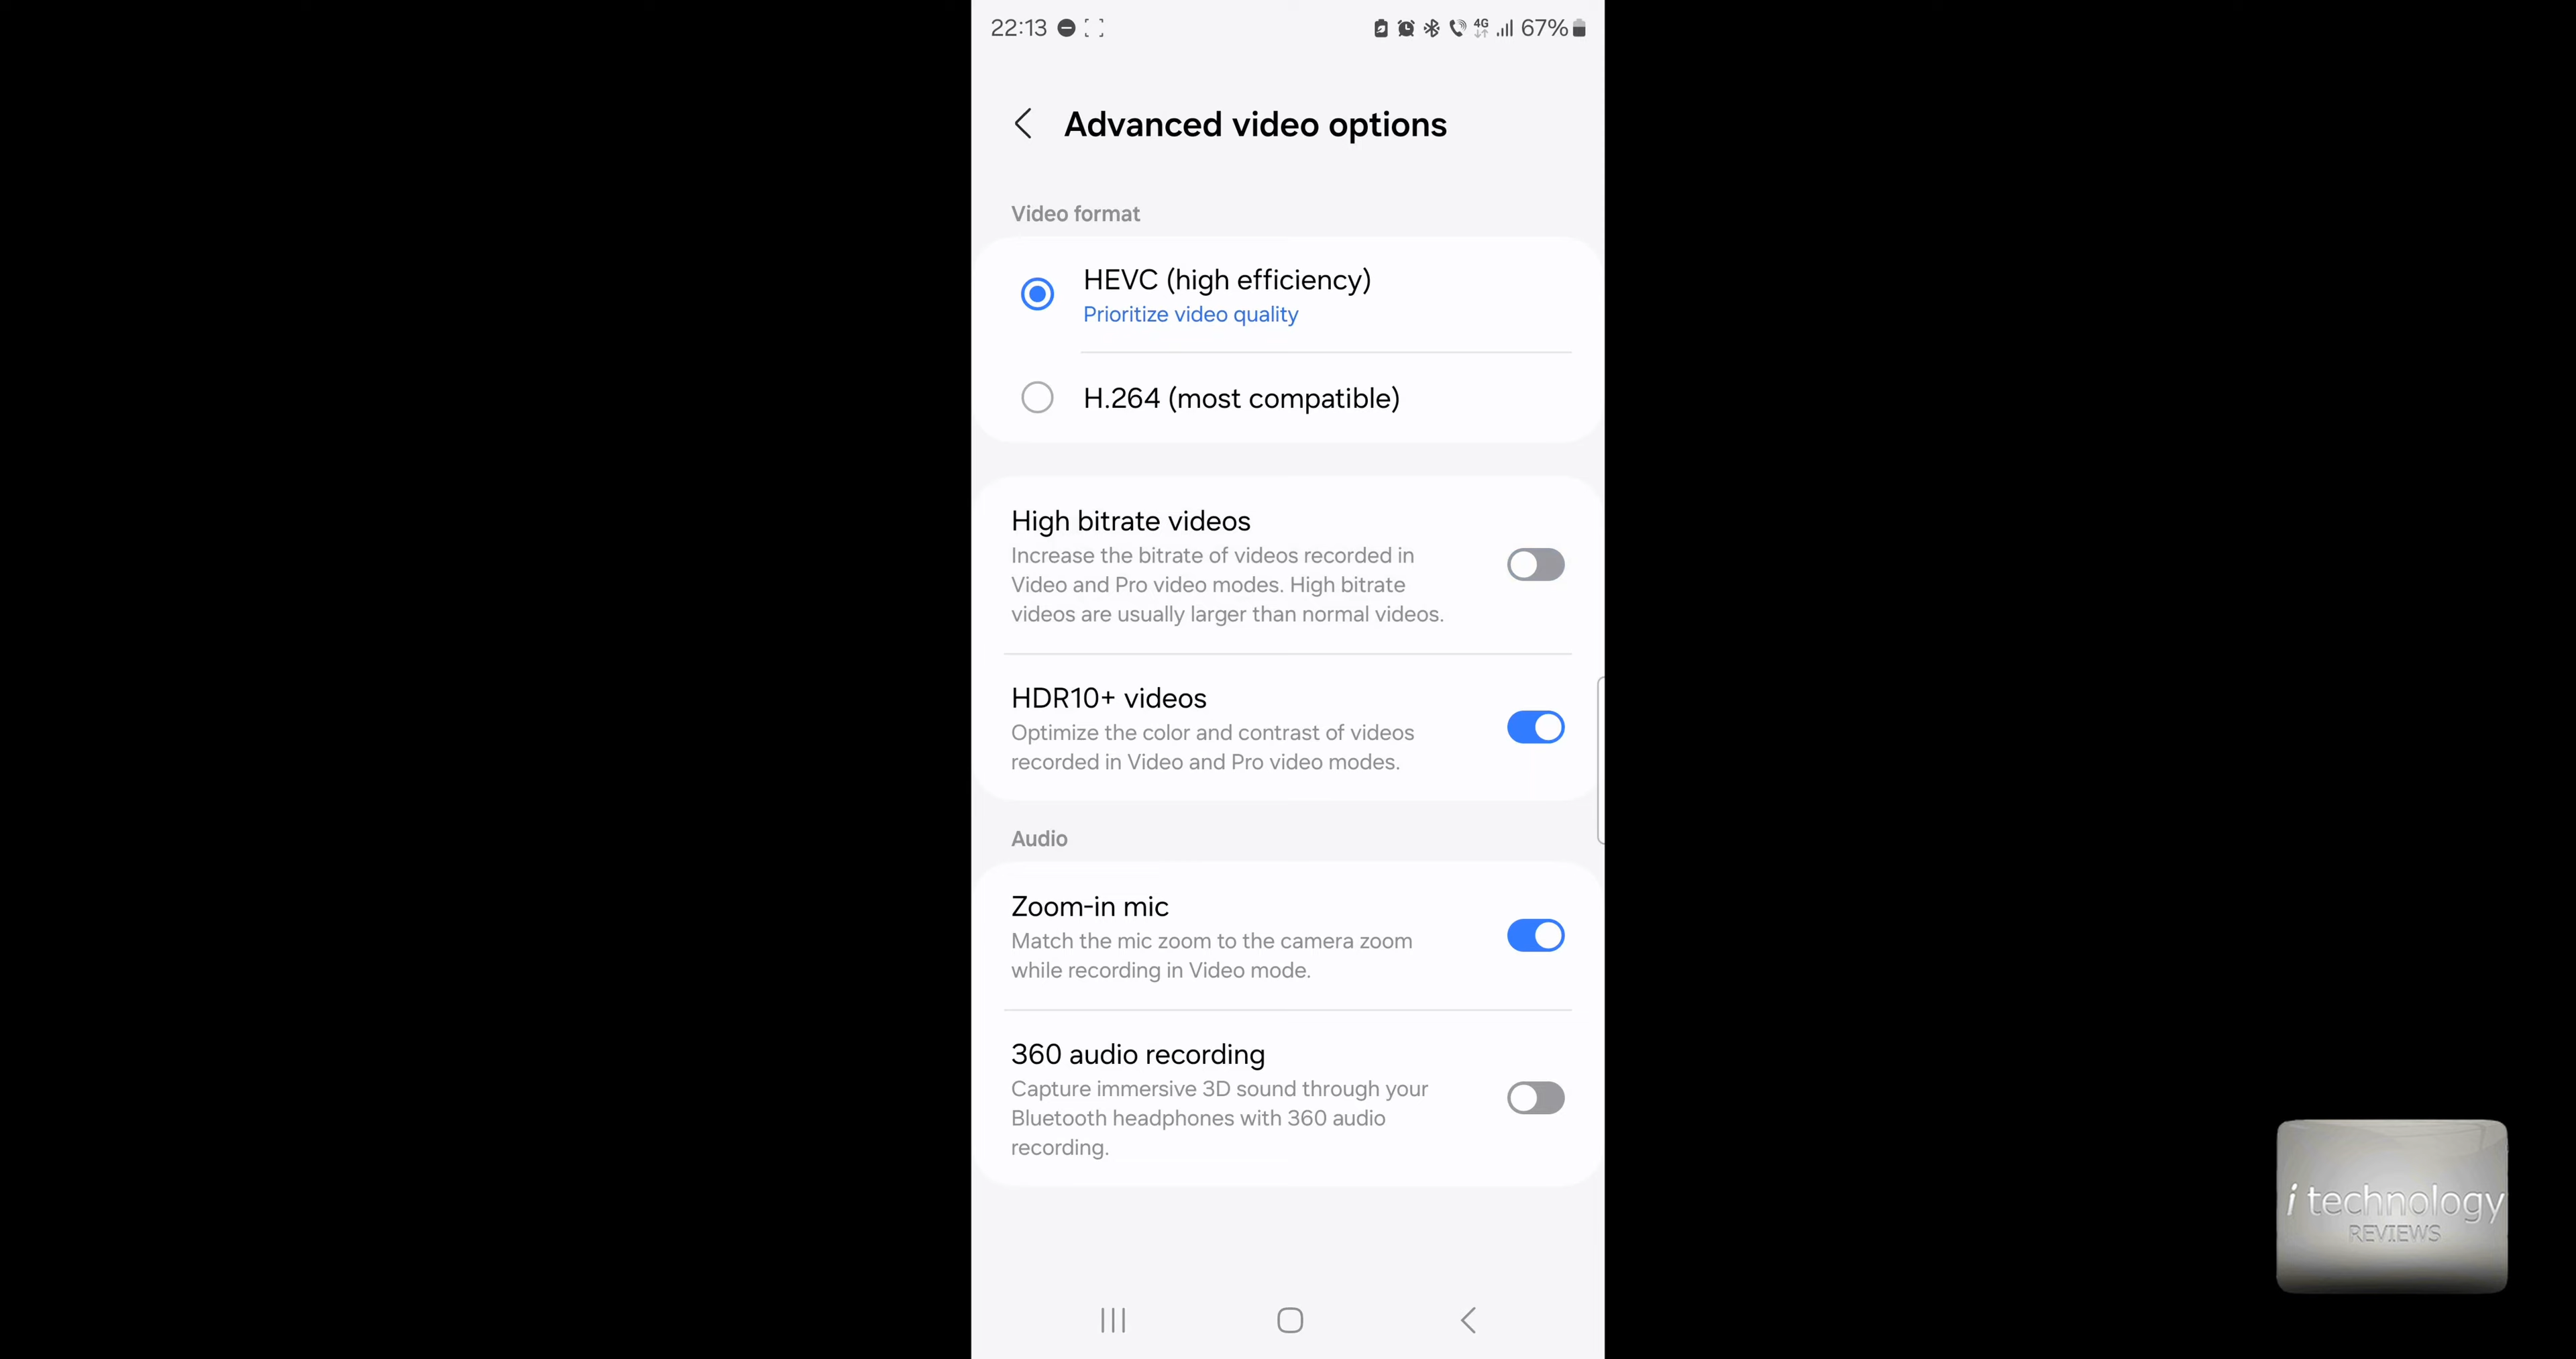 22:13
4G
67%
Advanced video options
Video format
HEVC (high efficiency)
Prioritize video quality
H.264 (most compatible)
High bitrate videos
Increase the bitrate of videos recorded in
Video and Pro video modes. High bitrate
videos are usually larger than normal videos.
HDR10+ videos
Optimize the color and contrast of videos
recorded in Video and Pro video modes.
Audio
Zoom-in mic
Match the mic zoom to the camera zoom
while recording in Video mode.
360 audio recording
Capture immersive 3D sound through your
Bluetooth headphones with 360 audio
recording.
i technology
REVIEWS